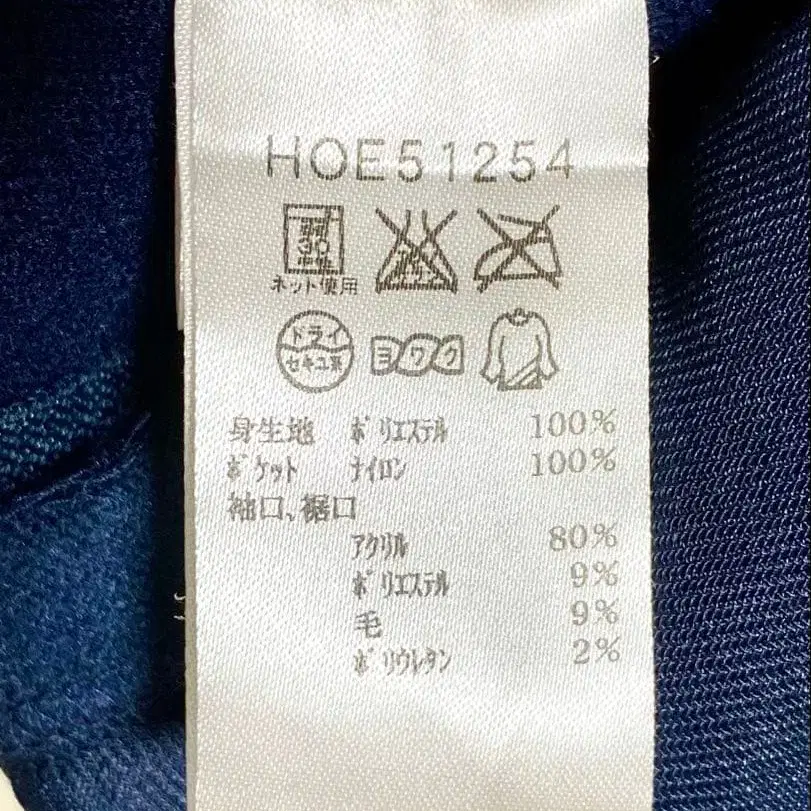 HOE51254
弱
30
中性
ネット使用
ドライ
セキユ系
ヨワク
身生地 ポリエステル 100%
ポケット ナイロン 100%
袖口、裾口
アクリル 80%
ポリエステル 9%
毛 9%
ポリウレタン 2%